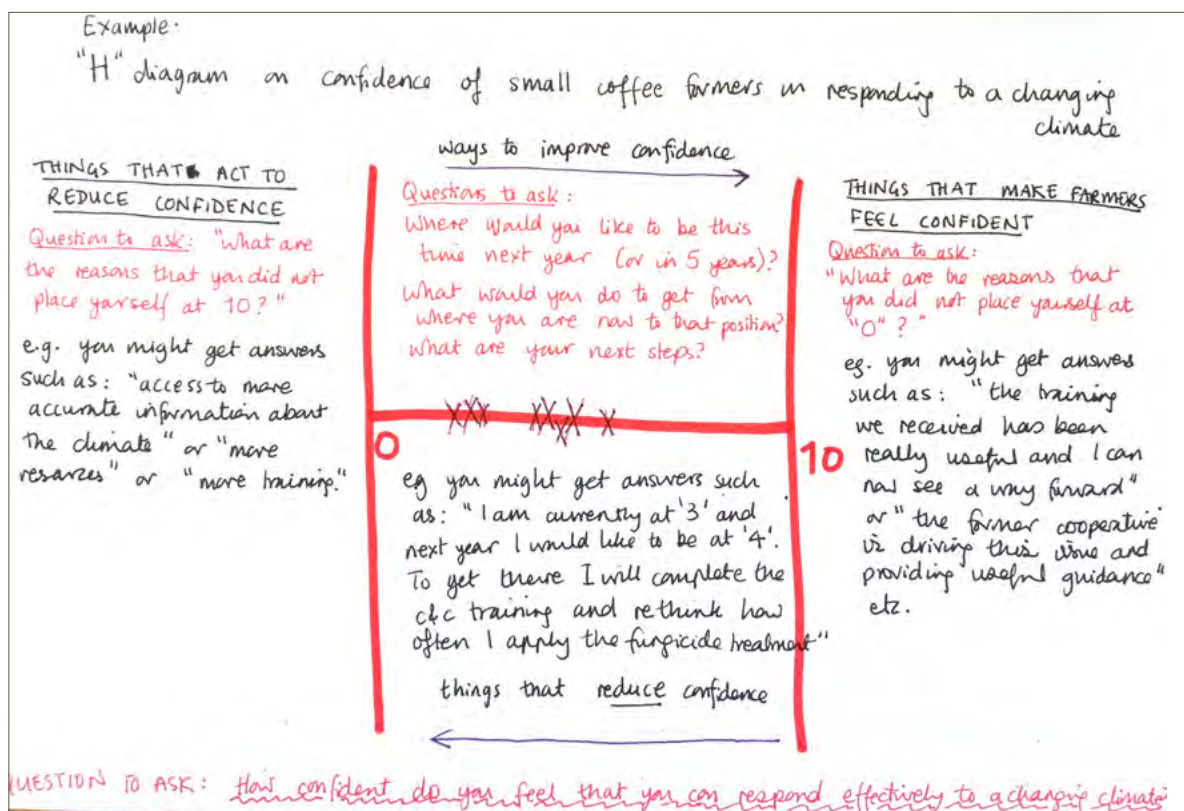 Example:
"H" diagram on confidence of small coffee farmers in responding to a changing
climate
THINGS THAT ACT TO
REDUCE CONFIDENCE
Question to ask: "What are
the reasons that you did not
place yourself at 10?"
e.g. you might get answers
such as: "access to more
accurate information about
the climate" or "more
resources" or "more training."
ways to improve confidence
Questions to ask:
Where would you like to be this
time next year (or in 5 years)?
What would you do to get from
where you are now to that position?
What are your next steps?
0
10
eg you might get answers such
as: "I am currently at '3' and
next year I would like to be at '4'.
To get there I will complete the
c&c training and rethink how
often I apply the fungicide treatment"
things that reduce confidence
THINGS THAT MAKE FARMERS
FEEL CONFIDENT
Question to ask:
"What are the reasons that
you did not place yourself at
"0"?"
eg. you might get answers
such as: "the training
we received has been
really useful and I can
now see a way forward"
or "the farmer cooperative
is driving this issue and
providing useful guidance"
etc.
QUESTION TO ASK: How confident do you feel that you can respond effectively to a changing climate